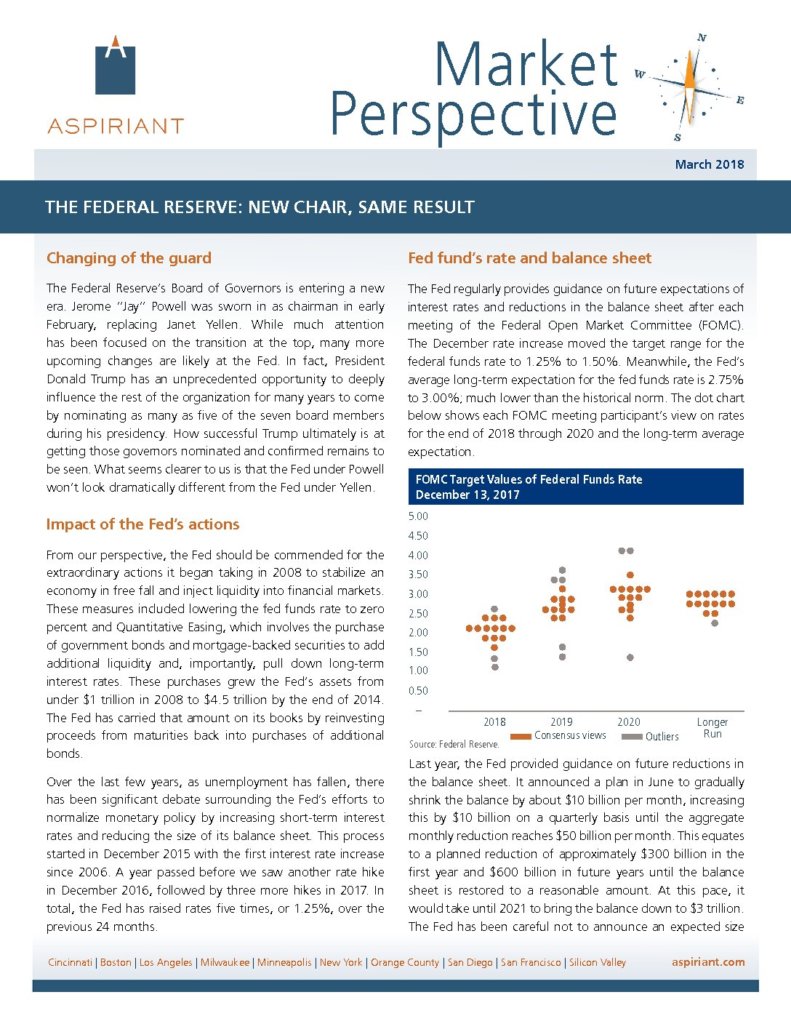 ASPIRIANT
Market
Perspective
N
W
E
S
March 2018
THE FEDERAL RESERVE: NEW CHAIR, SAME RESULT
Changing of the guard
The Federal Reserve's Board of Governors is entering a new
era. Jerome "Jay" Powell was sworn in as chairman in early
February, replacing Janet Yellen. While much attention
has been focused on the transition at the top, many more
upcoming changes are likely at the Fed. In fact, President
Donald Trump has an unprecedented opportunity to deeply
influence the rest of the organization for many years to come
by nominating as many as five of the seven board members
during his presidency. How successful Trump ultimately is at
getting those governors nominated and confirmed remains to
be seen. What seems clearer to us is that the Fed under Powell
won't look dramatically different from the Fed under Yellen.
Impact of the Fed's actions
From our perspective, the Fed should be commended for the
extraordinary actions it began taking in 2008 to stabilize an
economy in free fall and inject liquidity into financial markets.
These measures included lowering the fed funds rate to zero
percent and Quantitative Easing, which involves the purchase
of government bonds and mortgage-backed securities to add
additional liquidity and, importantly, pull down long-term
interest rates. These purchases grew the Fed's assets from
under $1 trillion in 2008 to $4.5 trillion by the end of 2014.
The Fed has carried that amount on its books by reinvesting
proceeds from maturities back into purchases of additional
bonds.
Over the last few years, as unemployment has fallen, there
has been significant debate surrounding the Fed's efforts to
normalize monetary policy by increasing short-term interest
rates and reducing the size of its balance sheet. This process
started in December 2015 with the first interest rate increase
since 2006. A year passed before we saw another rate hike
in December 2016, followed by three more hikes in 2017. In
total, the Fed has raised rates five times, or 1.25%, over the
previous 24 months.
Fed fund's rate and balance sheet
The Fed regularly provides guidance on future expectations of
interest rates and reductions in the balance sheet after each
meeting of the Federal Open Market Committee (FOMC).
The December rate increase moved the target range for the
federal funds rate to 1.25% to 1.50%. Meanwhile, the Fed's
average long-term expectation for the fed funds rate is 2.75%
to 3.00%; much lower than the historical norm. The dot chart
below shows each FOMC meeting participant's view on rates
for the end of 2018 through 2020 and the long-term average
expectation.
FOMC Target Values of Federal Funds Rate
December 13, 2017
5.00
4.50
4.00
3.50
3.00
2.50
2.00
1.50
1.00
0.50
–
2018 2019 2020 Longer Run
Consensus views Outliers
Source: Federal Reserve.
Last year, the Fed provided guidance on future reductions in
the balance sheet. It announced a plan in June to gradually
shrink the balance by about $10 billion per month, increasing
this by $10 billion on a quarterly basis until the aggregate
monthly reduction reaches $50 billion per month. This equates
to a planned reduction of approximately $300 billion in the
first year and $600 billion in future years until the balance
sheet is restored to a reasonable amount. At this pace, it
would take until 2021 to bring the balance down to $3 trillion.
The Fed has been careful not to announce an expected size
Cincinnati | Boston | Los Angeles | Milwaukee | Minneapolis | New York | Orange County | San Diego | San Francisco | Silicon Valley
aspiriant.com